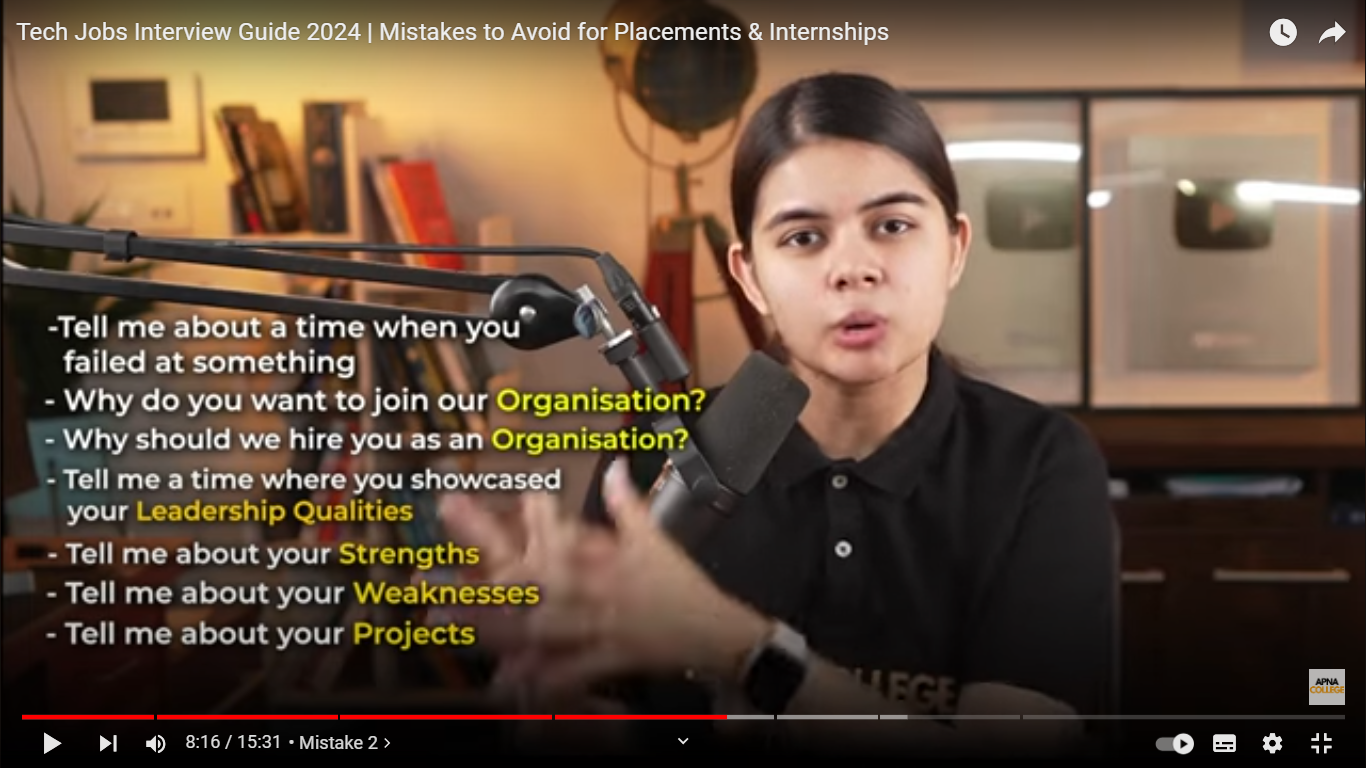 Tech Jobs Interview Guide 2024 | Mistakes to Avoid for Placements & Internships
-Tell me about a time when you
failed at something
- Why do you want to join our Organisation?
- Why should we hire you as an Organisation?
- Tell me a time where you showcased
your Leadership Qualities
- Tell me about your Strengths
- Tell me about your Weaknesses
- Tell me about your Projects
COLLEGE
APNA
COLLEGE
8:16 / 15:31 • Mistake 2 >